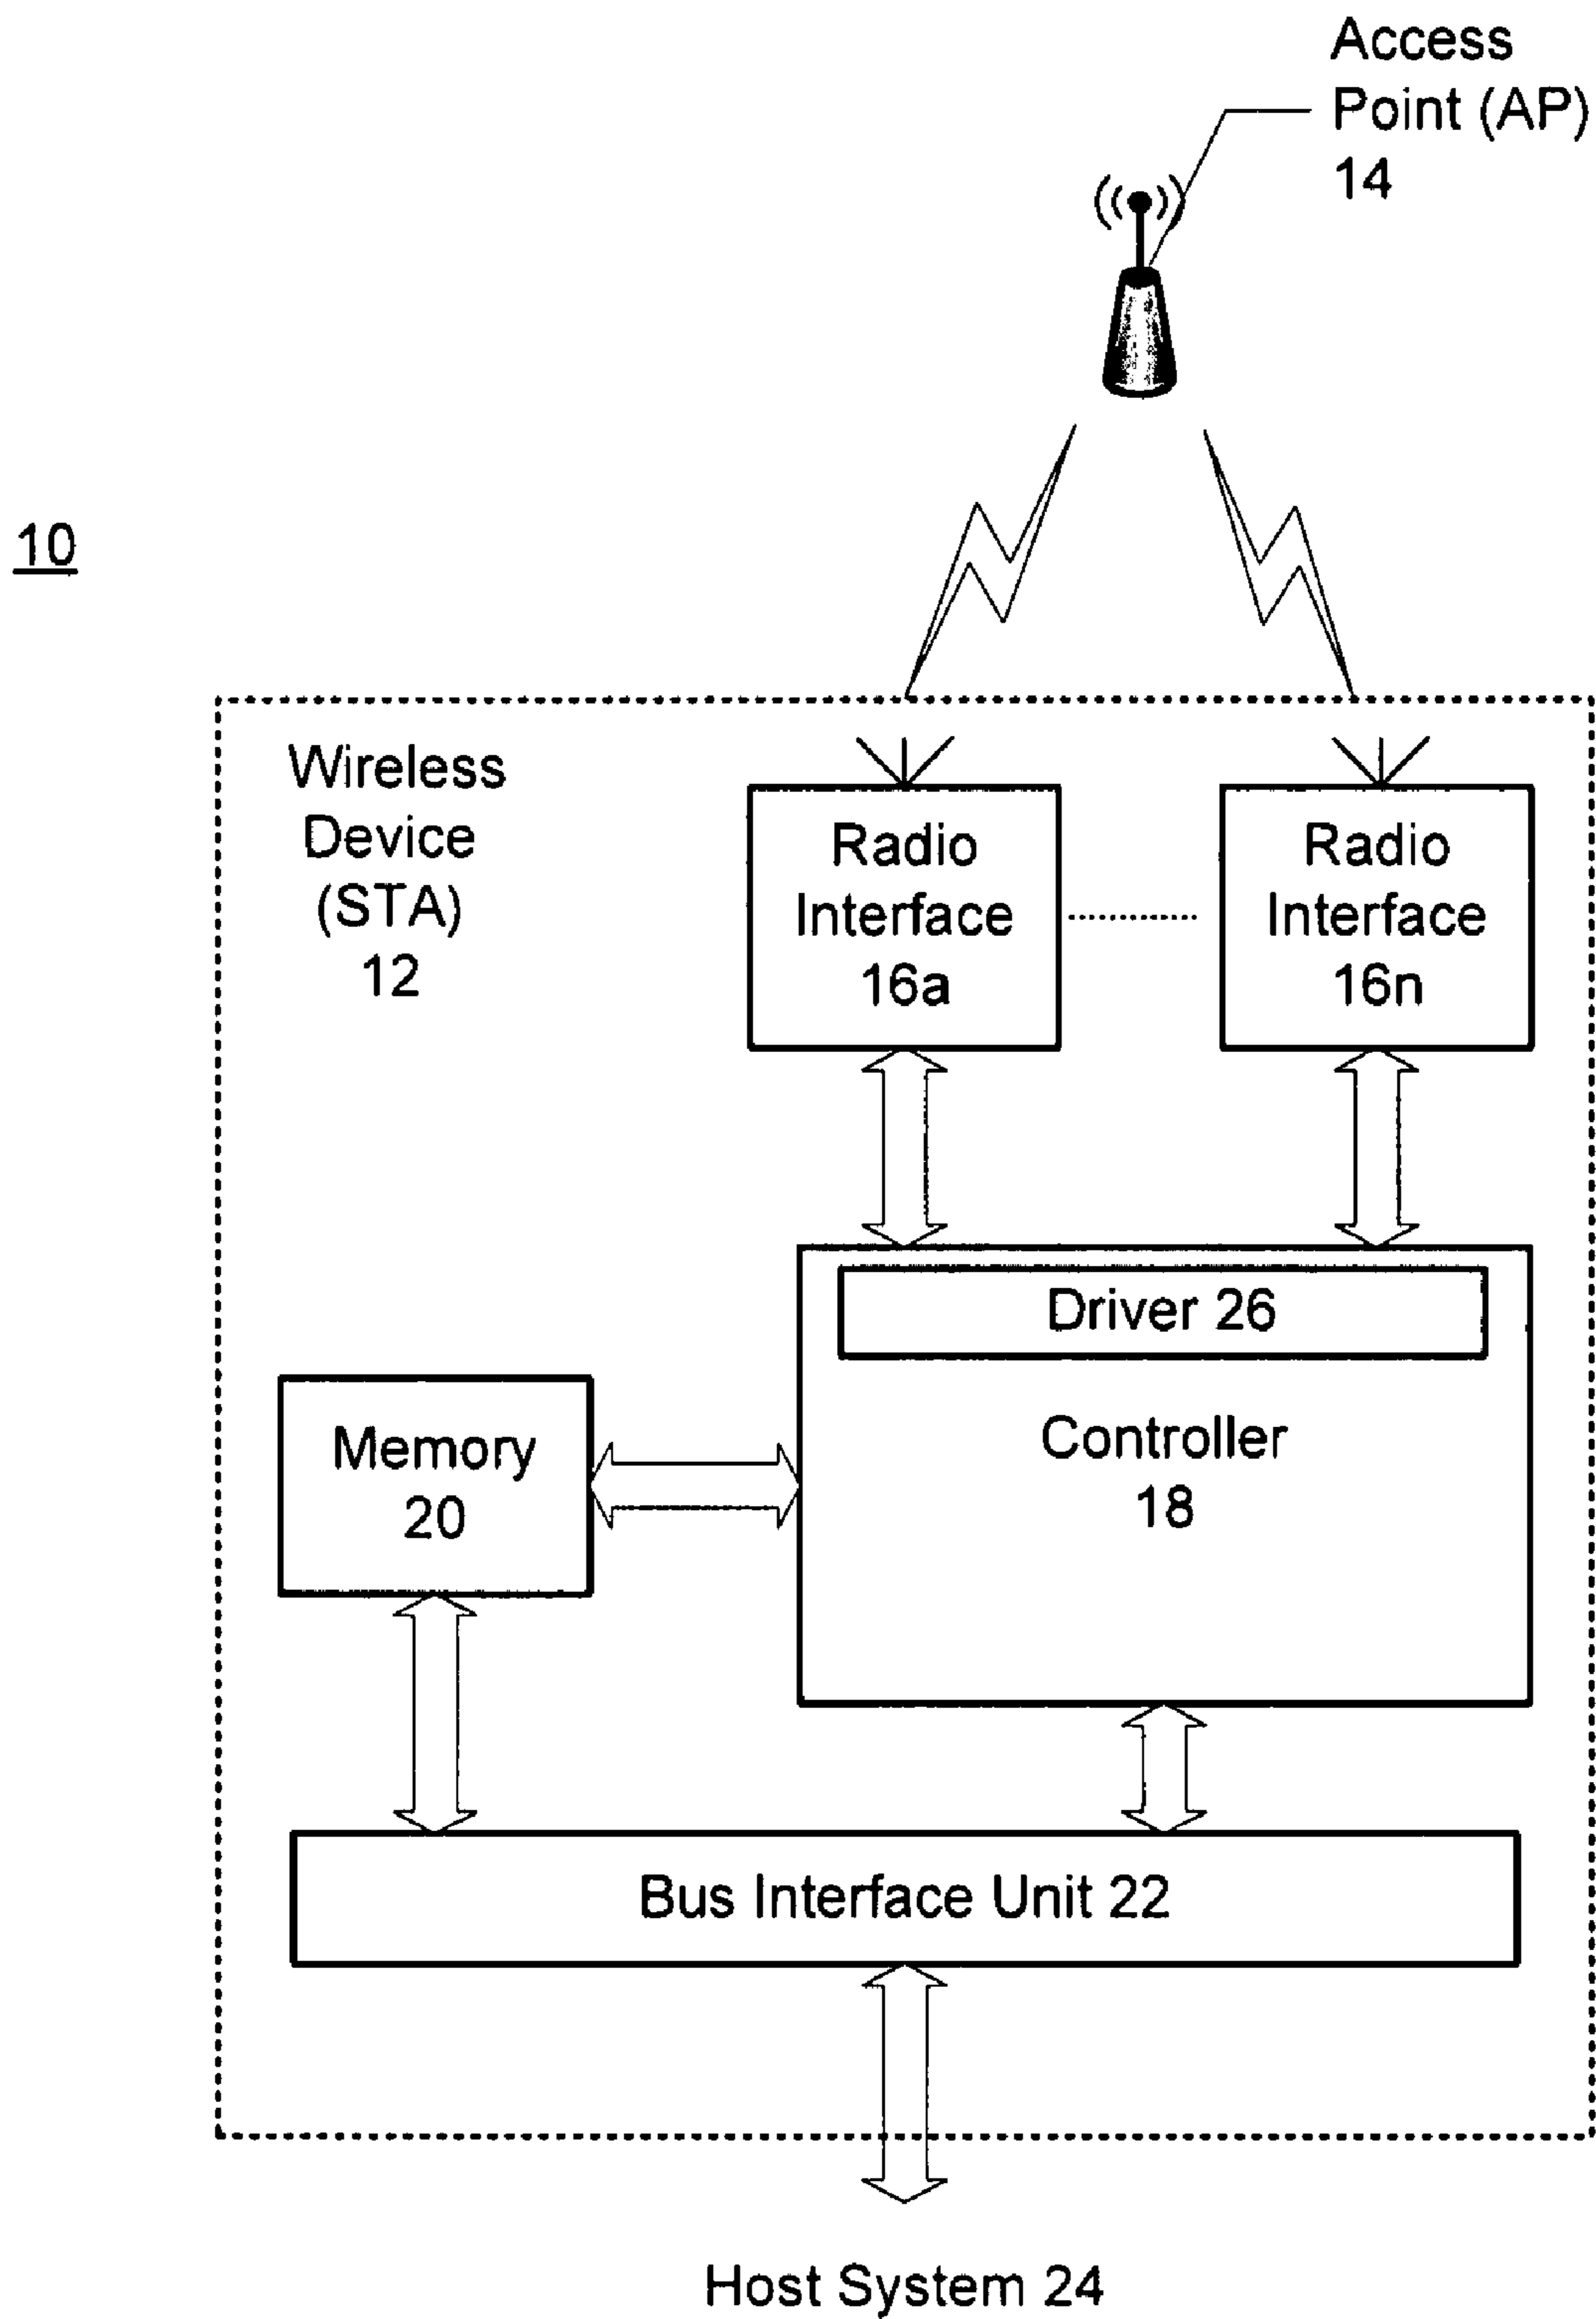 Access
Point (AP)
14
10
Wireless
Device
(STA)
12
Radio
Interface
16a
Radio
Interface
16n
Driver 26
Controller
18
Memory
20
Bus Interface Unit 22
Host System 24